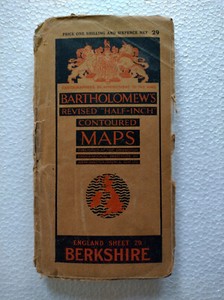 PRICE ONE SHILLING AND SIXPENCE NET 29
BARTHOLOMEW'S
REVISED "HALF-INCH"
CONTOURED
MAPS
ENGLAND SHEET 29
BERKSHIRE